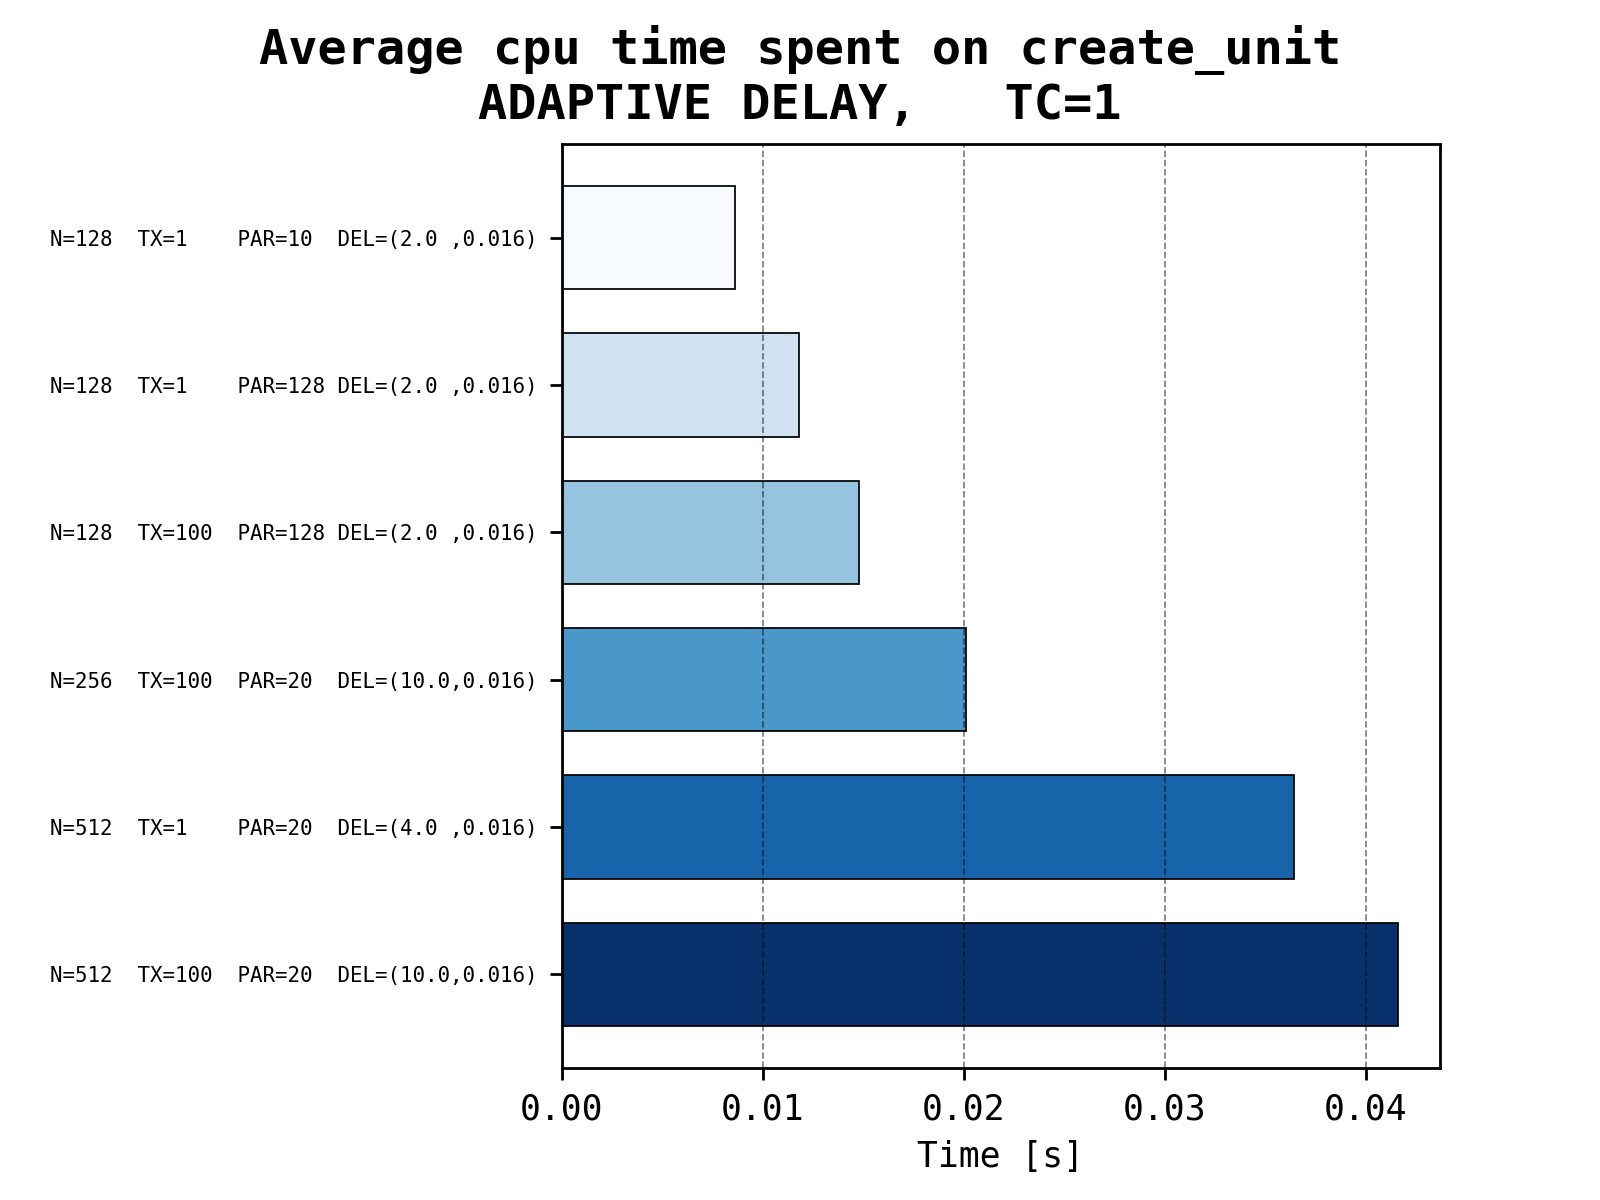 Average cpu time spent on create_unit
ADAPTIVE DELAY,   TC=1
N=128  TX=1    PAR=10  DEL=(2.0 ,0.016)
N=128  TX=1    PAR=128 DEL=(2.0 ,0.016)
N=128  TX=100  PAR=128 DEL=(2.0 ,0.016)
N=256  TX=100  PAR=20  DEL=(10.0,0.016)
N=512  TX=1    PAR=20  DEL=(4.0 ,0.016)
N=512  TX=100  PAR=20  DEL=(10.0,0.016)
0.00 0.01 0.02 0.03 0.04
Time [s]